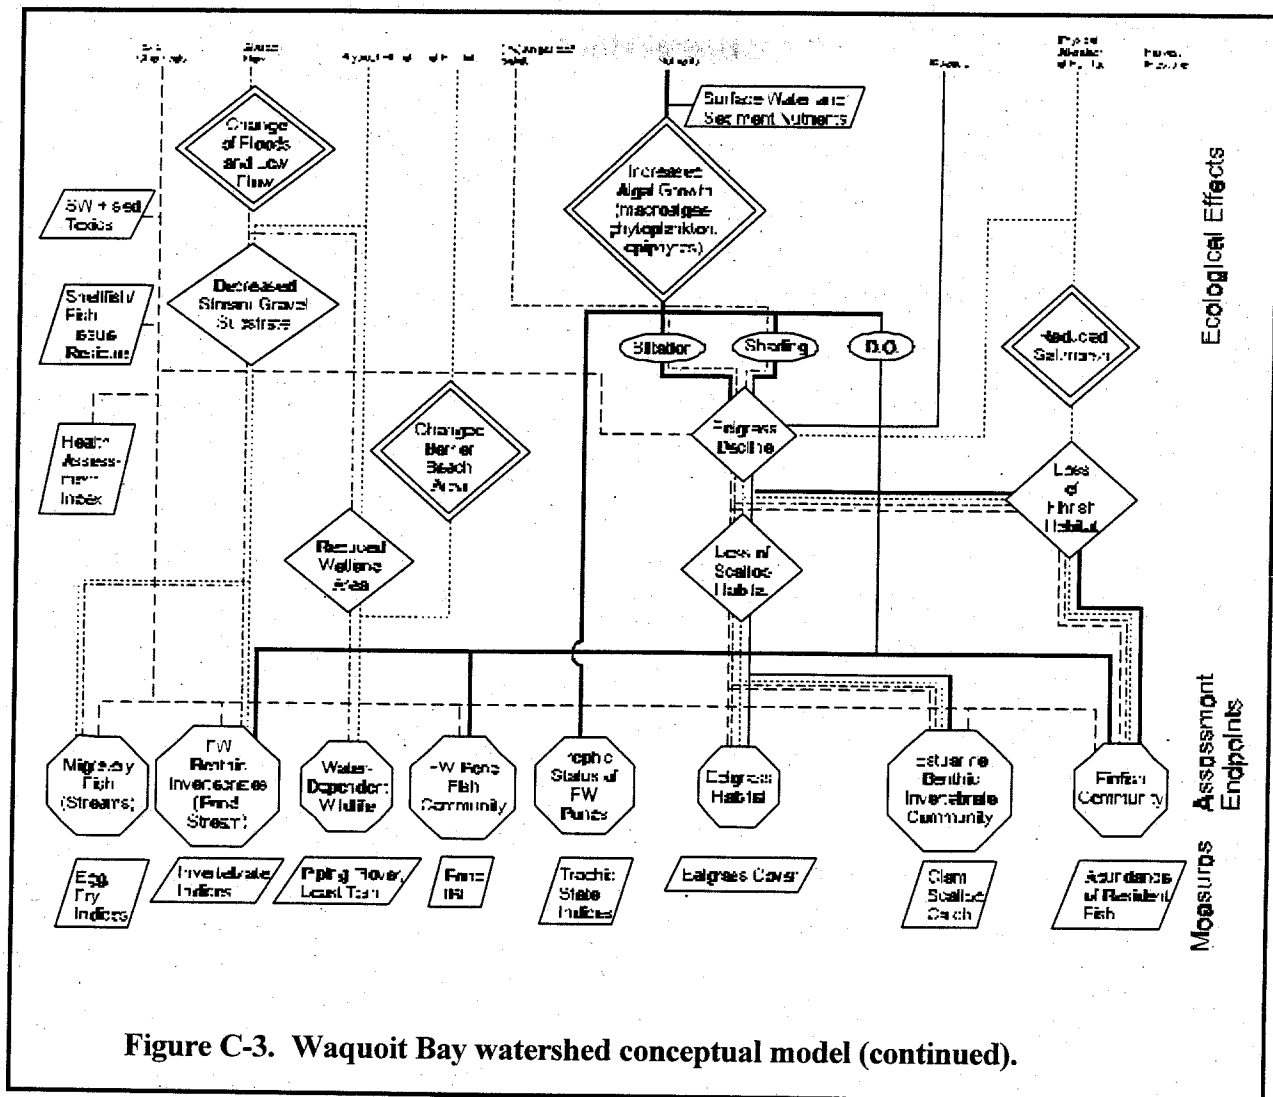 Surface Water and
Sediment Nutrients
Change
of Floods
and Low
Flow
Increased
Algal Growth
(macroalgae
phytoplankton,
epiphytes)
SW + sed
Toxics
Decreased
Stream Gravel
Substrate
Shellfish/
Fish
Tissue
Residue
Siltation
Shading
D.O.
Reduced
Saltmarsh
Health
Assess-
ment
Index
Changed
Barrier
Beach
Area
Eelgrass
Decline
Loss
of
Finfish
Habitat
Reduced
Wetland
Area
Loss of
Scallop
Habitat
Ecological Effects
Migratory
Fish
(Streams)
FW
Benthic
Invertebrates
(Pond
Stream)
Water-
Dependent
Wildlife
FW Pond
Fish
Community
Trophic
Status of
FW
Ponds
Eelgrass
Habitat
Estuarine
Benthic
Invertebrate
Community
Finfish
Community
Assessment
Endpoints
Egg,
Fry
Indices
Invertebrate
Indices
Piping Plover,
Least Tern
Pond
IBI
Trophic
State
Indices
Eelgrass Cover
Clam
Scallop
Catch
Abundance
of Resident
Fish
Measures
Figure C-3. Waquoit Bay watershed conceptual model (continued).